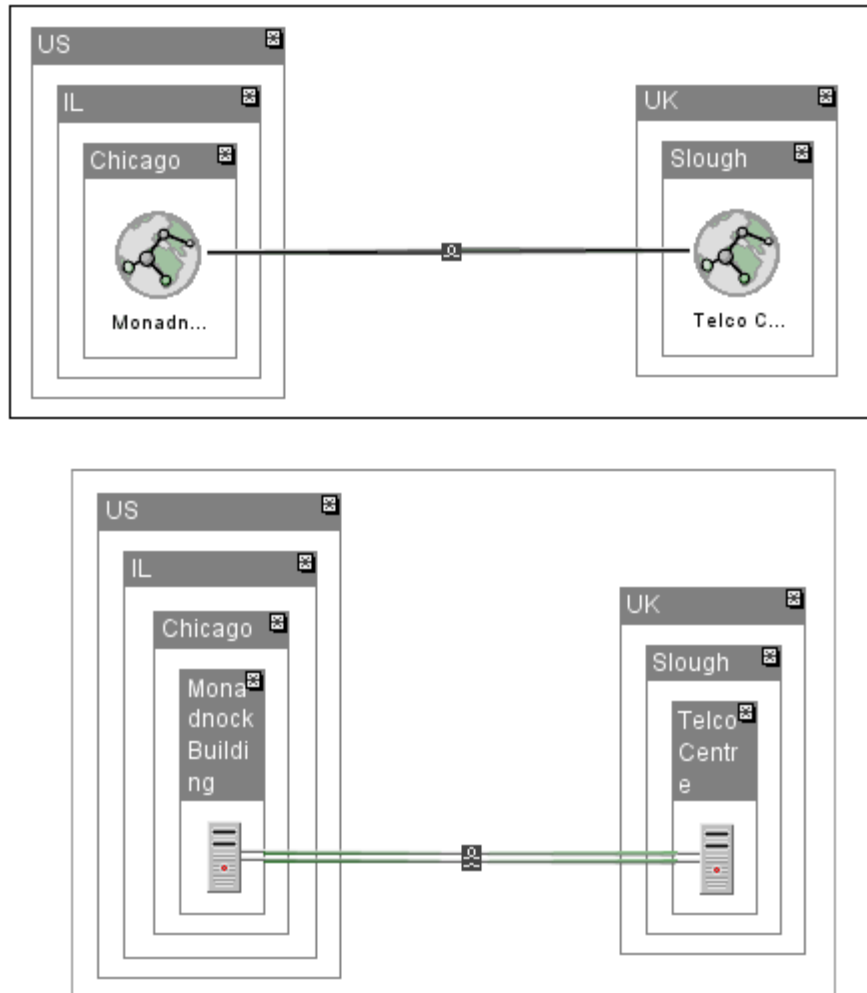 US
IL
UK
Chicago
Slough
Monadn...
Telco C...
US
IL
UK
Chicago
Slough
Mona
dnock
Buildi
ng
Telco
Centr
e